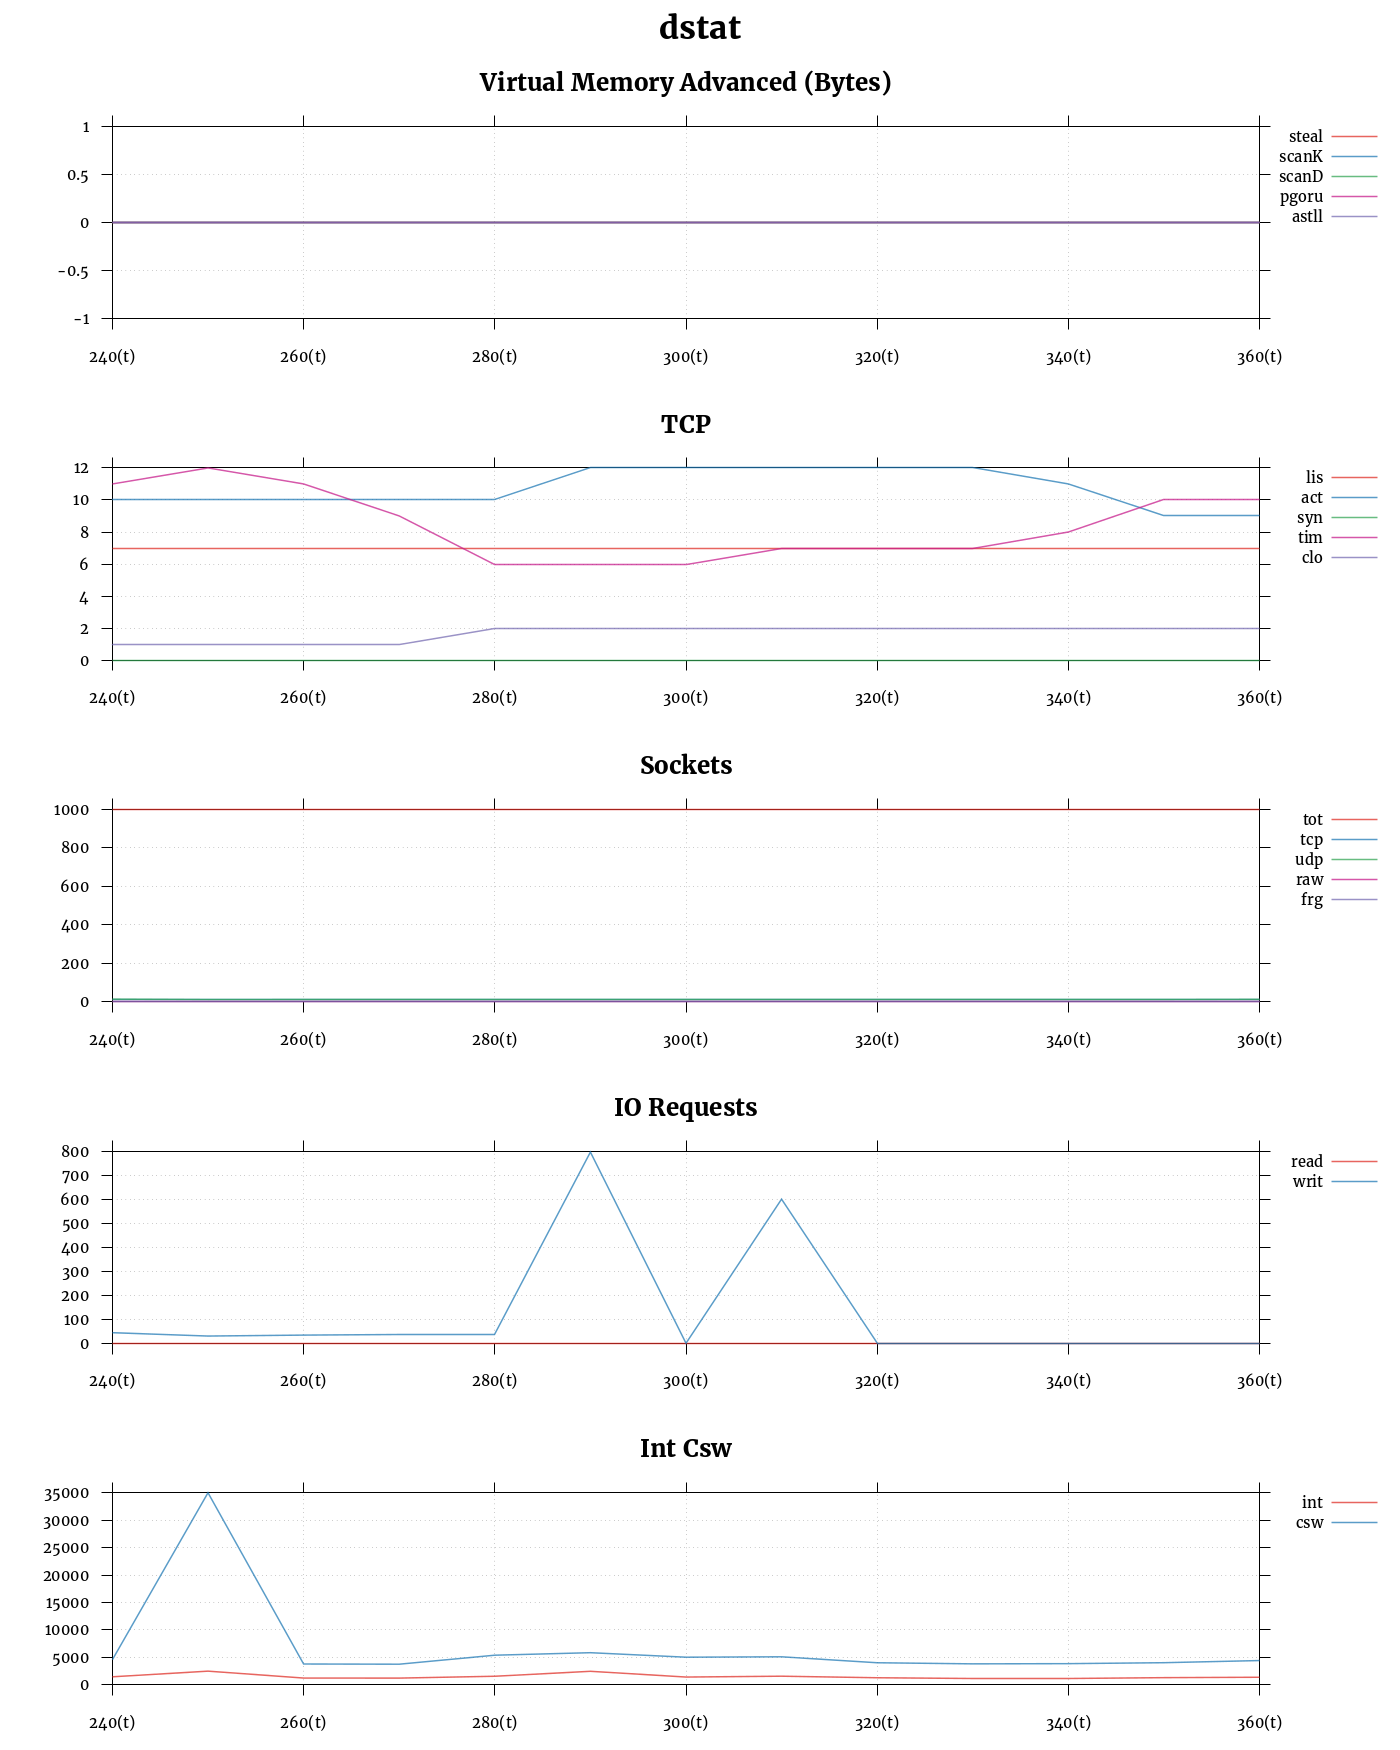 dstat
Virtual Memory Advanced (Bytes)
1
0.5
0
-0.5
-1
240(t) 260(t) 280(t) 300(t) 320(t) 340(t) 360(t)
steal
scanK
scanD
pgoru
astll
TCP
12
10
8
6
4
2
0
240(t) 260(t) 280(t) 300(t) 320(t) 340(t) 360(t)
lis
act
syn
tim
clo
Sockets
1000
800
600
400
200
0
240(t) 260(t) 280(t) 300(t) 320(t) 340(t) 360(t)
tot
tcp
udp
raw
frg
IO Requests
800
700
600
500
400
300
200
100
0
240(t) 260(t) 280(t) 300(t) 320(t) 340(t) 360(t)
read
writ
Int Csw
35000
30000
25000
20000
15000
10000
5000
0
240(t) 260(t) 280(t) 300(t) 320(t) 340(t) 360(t)
int
csw